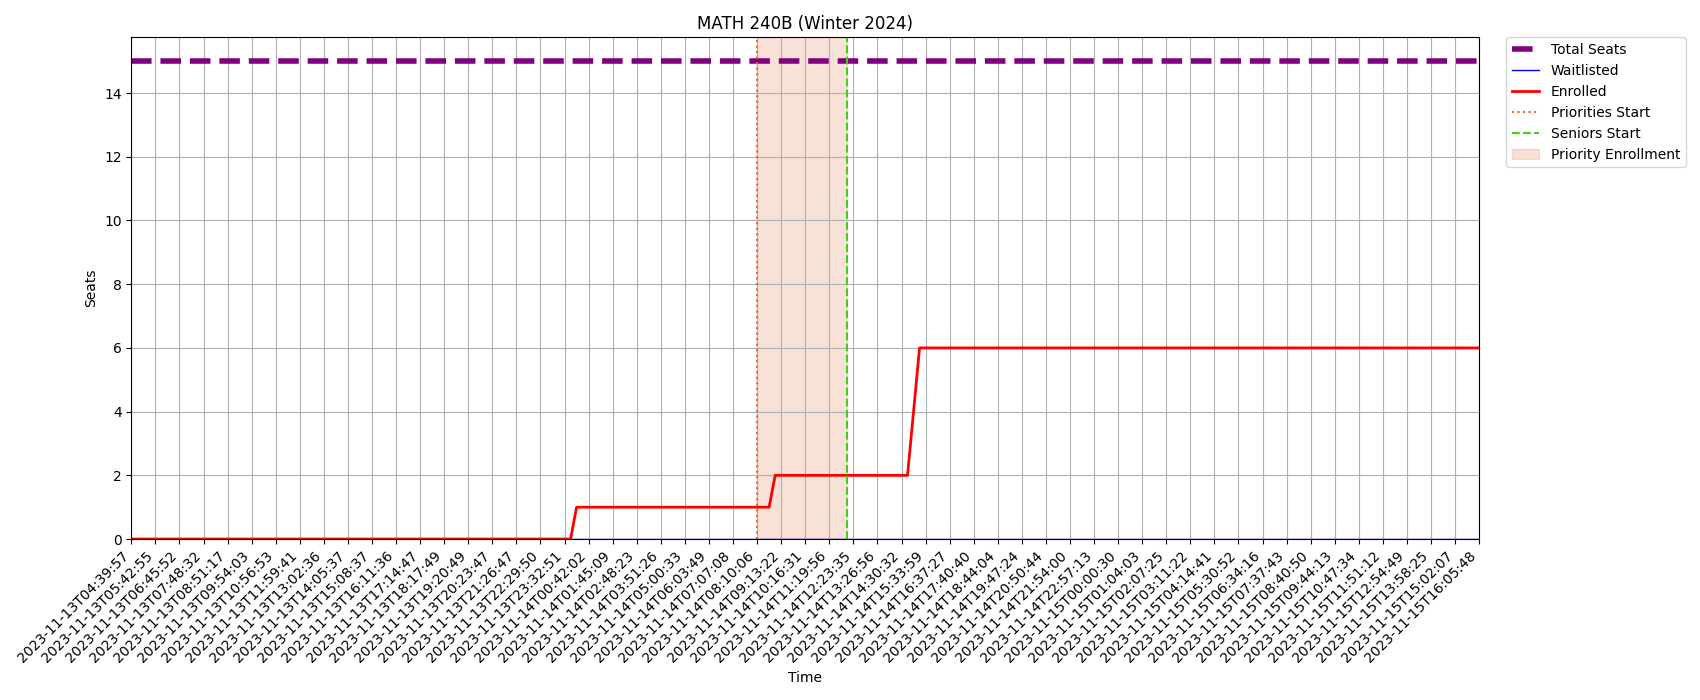 MATH 240B (Winter 2024)
Total Seats
Waitlisted
Enrolled
Priorities Start
Seniors Start
Priority Enrollment
Seats
14
12
10
8
6
4
2
0
2023-11-13T04:39:57
2023-11-13T05:42:55
2023-11-13T06:45:52
2023-11-13T07:48:32
2023-11-13T08:51:17
2023-11-13T09:54:03
2023-11-13T10:56:53
2023-11-13T11:59:41
2023-11-13T13:02:36
2023-11-13T14:05:37
2023-11-13T15:08:37
2023-11-13T16:11:36
2023-11-13T17:14:47
2023-11-13T18:17:49
2023-11-13T19:20:49
2023-11-13T20:23:47
2023-11-13T21:26:47
2023-11-13T22:29:50
2023-11-13T23:32:51
2023-11-14T00:42:02
2023-11-14T01:45:09
2023-11-14T02:48:23
2023-11-14T03:51:26
2023-11-14T05:00:33
2023-11-14T06:03:49
2023-11-14T07:07:08
2023-11-14T08:10:06
2023-11-14T09:13:22
2023-11-14T10:16:31
2023-11-14T11:19:56
2023-11-14T12:23:35
2023-11-14T13:26:56
2023-11-14T14:30:32
2023-11-14T15:33:59
2023-11-14T16:37:27
2023-11-14T17:40:40
2023-11-14T18:44:04
2023-11-14T19:47:24
2023-11-14T20:50:44
2023-11-14T21:54:00
2023-11-14T22:57:13
2023-11-15T00:00:30
2023-11-15T01:04:03
2023-11-15T02:07:25
2023-11-15T03:11:22
2023-11-15T04:14:41
2023-11-15T05:30:52
2023-11-15T06:34:16
2023-11-15T07:37:43
2023-11-15T08:40:50
2023-11-15T09:44:13
2023-11-15T10:47:34
2023-11-15T11:51:12
2023-11-15T12:54:49
2023-11-15T13:58:25
2023-11-15T15:02:07
2023-11-15T16:05:48
Time